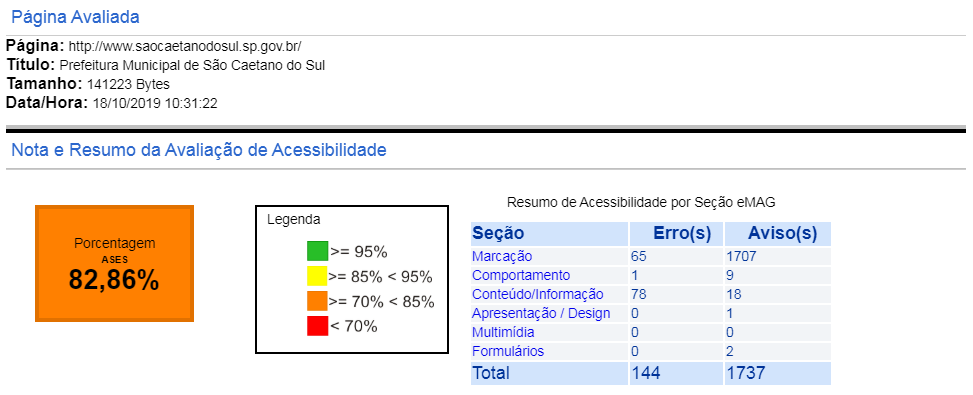 Página Avaliada
Página: http://www.saocaetanodosul.sp.gov.br/
Título: Prefeitura Municipal de São Caetano do Sul
Tamanho: 141223 Bytes
Data/Hora: 18/10/2019 10:31:22
Nota e Resumo da Avaliação de Acessibilidade
Porcentagem
ASES
82,86%
Legenda
>= 95%
>= 85% < 95%
>= 70% < 85%
< 70%
Resumo de Acessibilidade por Seção eMAG
Seção Erro(s) Aviso(s)
Marcação 65 1707
Comportamento 1 9
Conteúdo/Informação 78 18
Apresentação / Design 0 1
Multimídia 0 0
Formulários 0 2
Total 144 1737